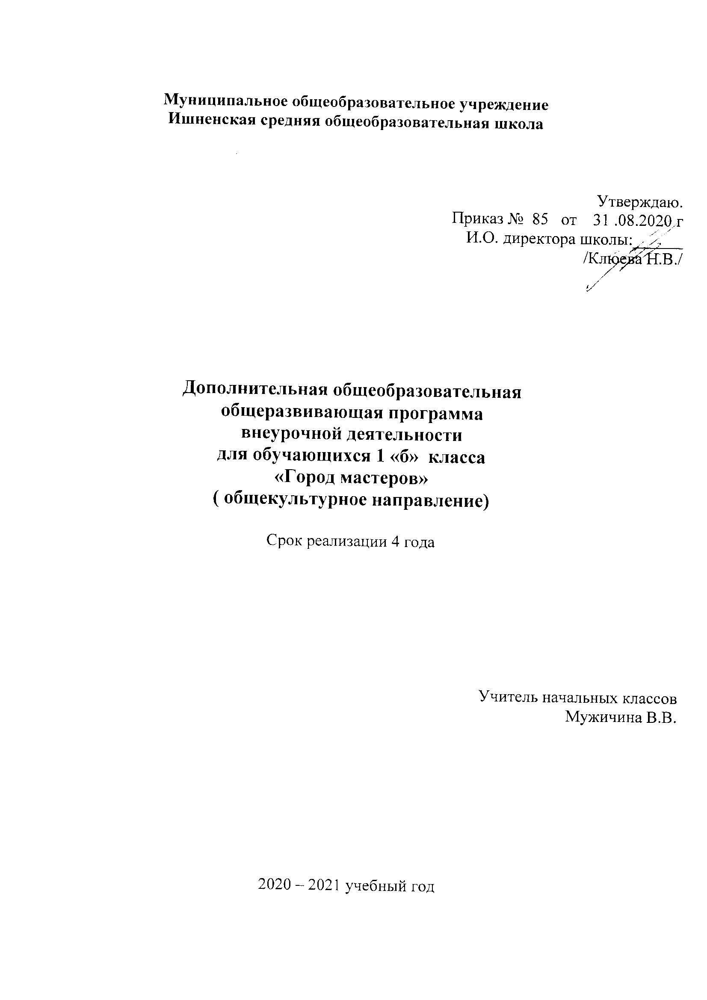 Муниципальное общеобразовательное учреждение
Ишненская средняя общеобразовательная школа
Утверждаю.
Приказ № 85 от 31 .08.2020 г
И.О. директора школы:________
/Клюева Н.В./
Дополнительная общеобразовательная
общеразвивающая программа
внеурочной деятельности
для обучающихся 1 «б» класса
«Город мастеров»
( общекультурное направление)
Срок реализации 4 года
Учитель начальных классов
Мужичина В.В.
2020 – 2021 учебный год